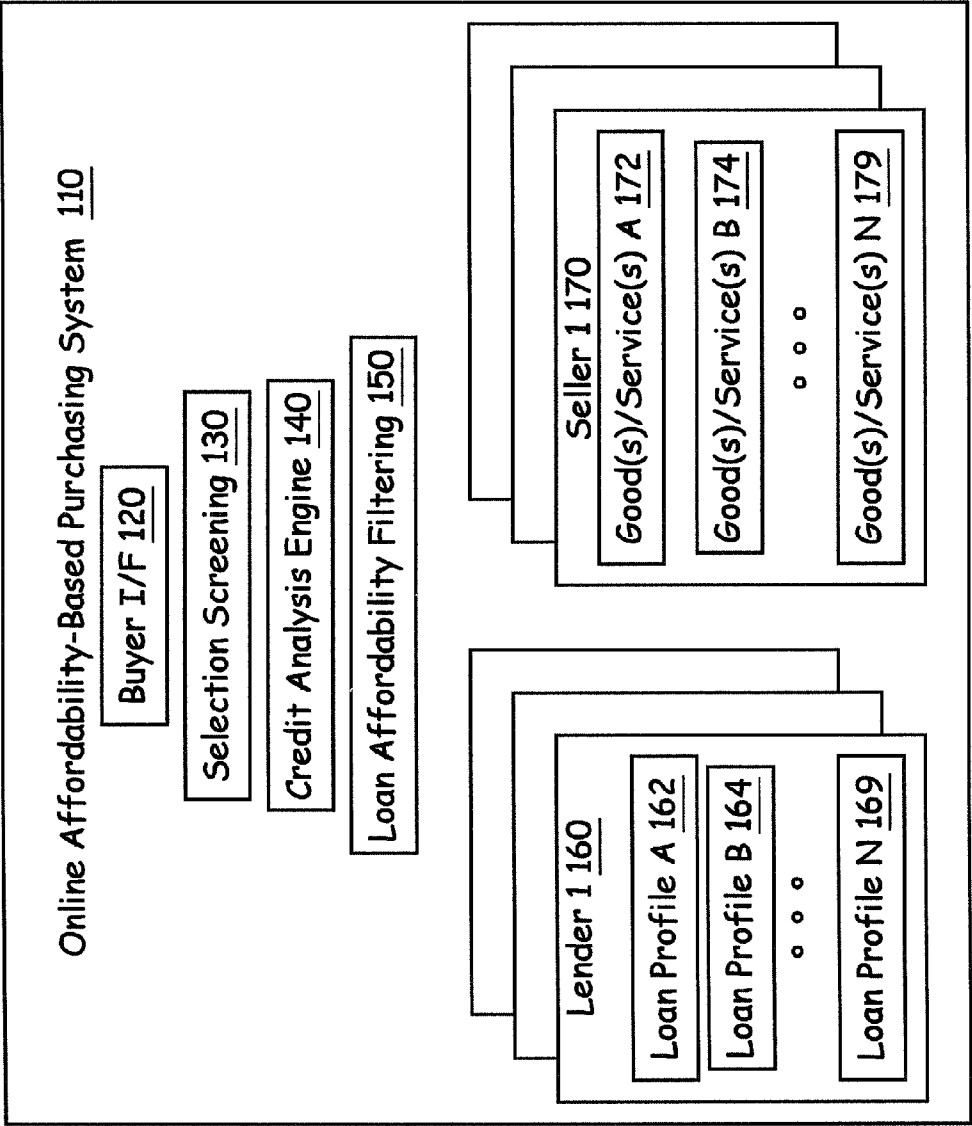 Online Affordability-Based Purchasing System 110
Buyer I/F 120
Selection Screening 130
Credit Analysis Engine 140
Loan Affordability Filtering 150
Lender 1 160
Loan Profile A 162
Loan Profile B 164
Loan Profile N 169
Seller 1 170
Good(s)/Service(s) A 172
Good(s)/Service(s) B 174
Good(s)/Service(s) N 179